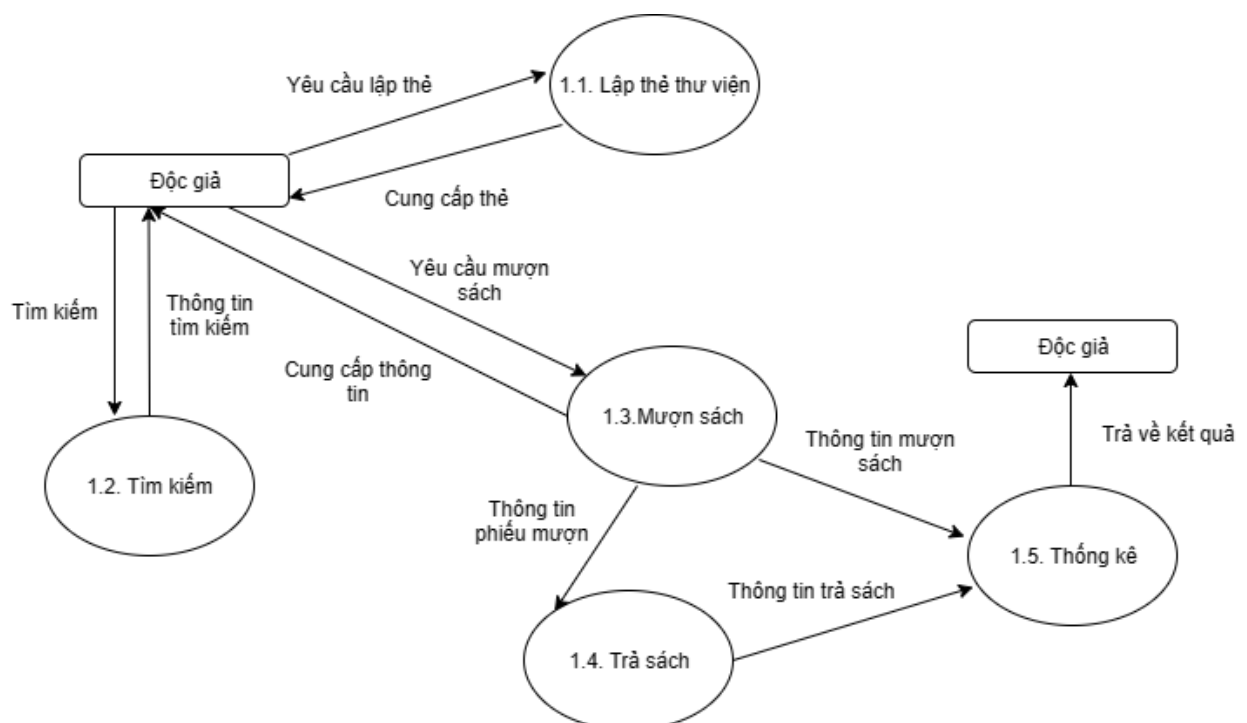 Yêu cầu lập thẻ
1.1. Lập thẻ thư viện
Độc giả
Cung cấp thẻ
Yêu cầu mượn
sách
Tìm kiếm
Thông tin
tìm kiếm
Cung cấp thông
tin
Độc giả
1.3.Mượn sách
Thông tin mượn
sách
Trả về kết quả
1.2. Tìm kiếm
Thông tin
phiếu mượn
1.5. Thống kê
Thông tin trả sách
1.4. Trả sách